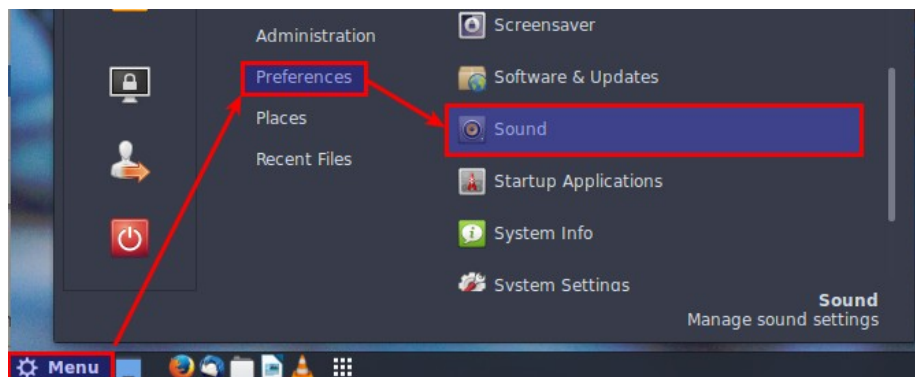 Administration
Preferences
Places
Recent Files
Screensaver
Software & Updates
Sound
Startup Applications
System Info
System Settings
Sound
Manage sound settings
Menu